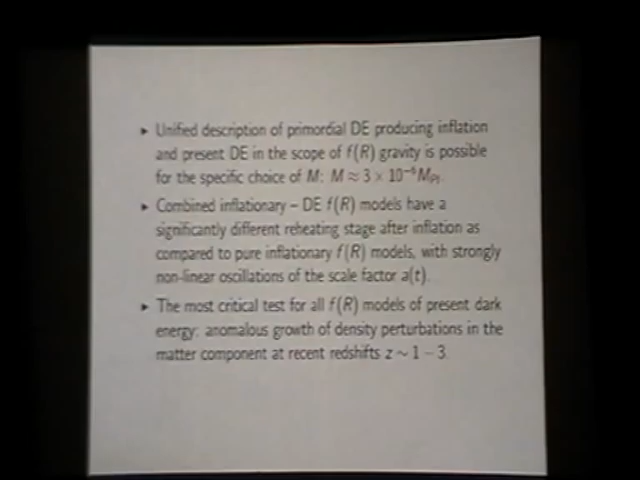 ▸ Unified description of primordial DE producing inflation
and present DE in the scope of f(R) gravity is possible
for the specific choice of M: M ≈ 3 × 10⁻⁶M_Pl.
▸ Combined inflationary – DE f(R) models have a
significantly different reheating stage after inflation as
compared to pure inflationary f(R) models, with strongly
non-linear oscillations of the scale factor a(t).
▸ The most critical test for all f(R) models of present dark
energy: anomalous growth of density perturbations in the
matter component at recent redshifts z ~ 1 – 3.